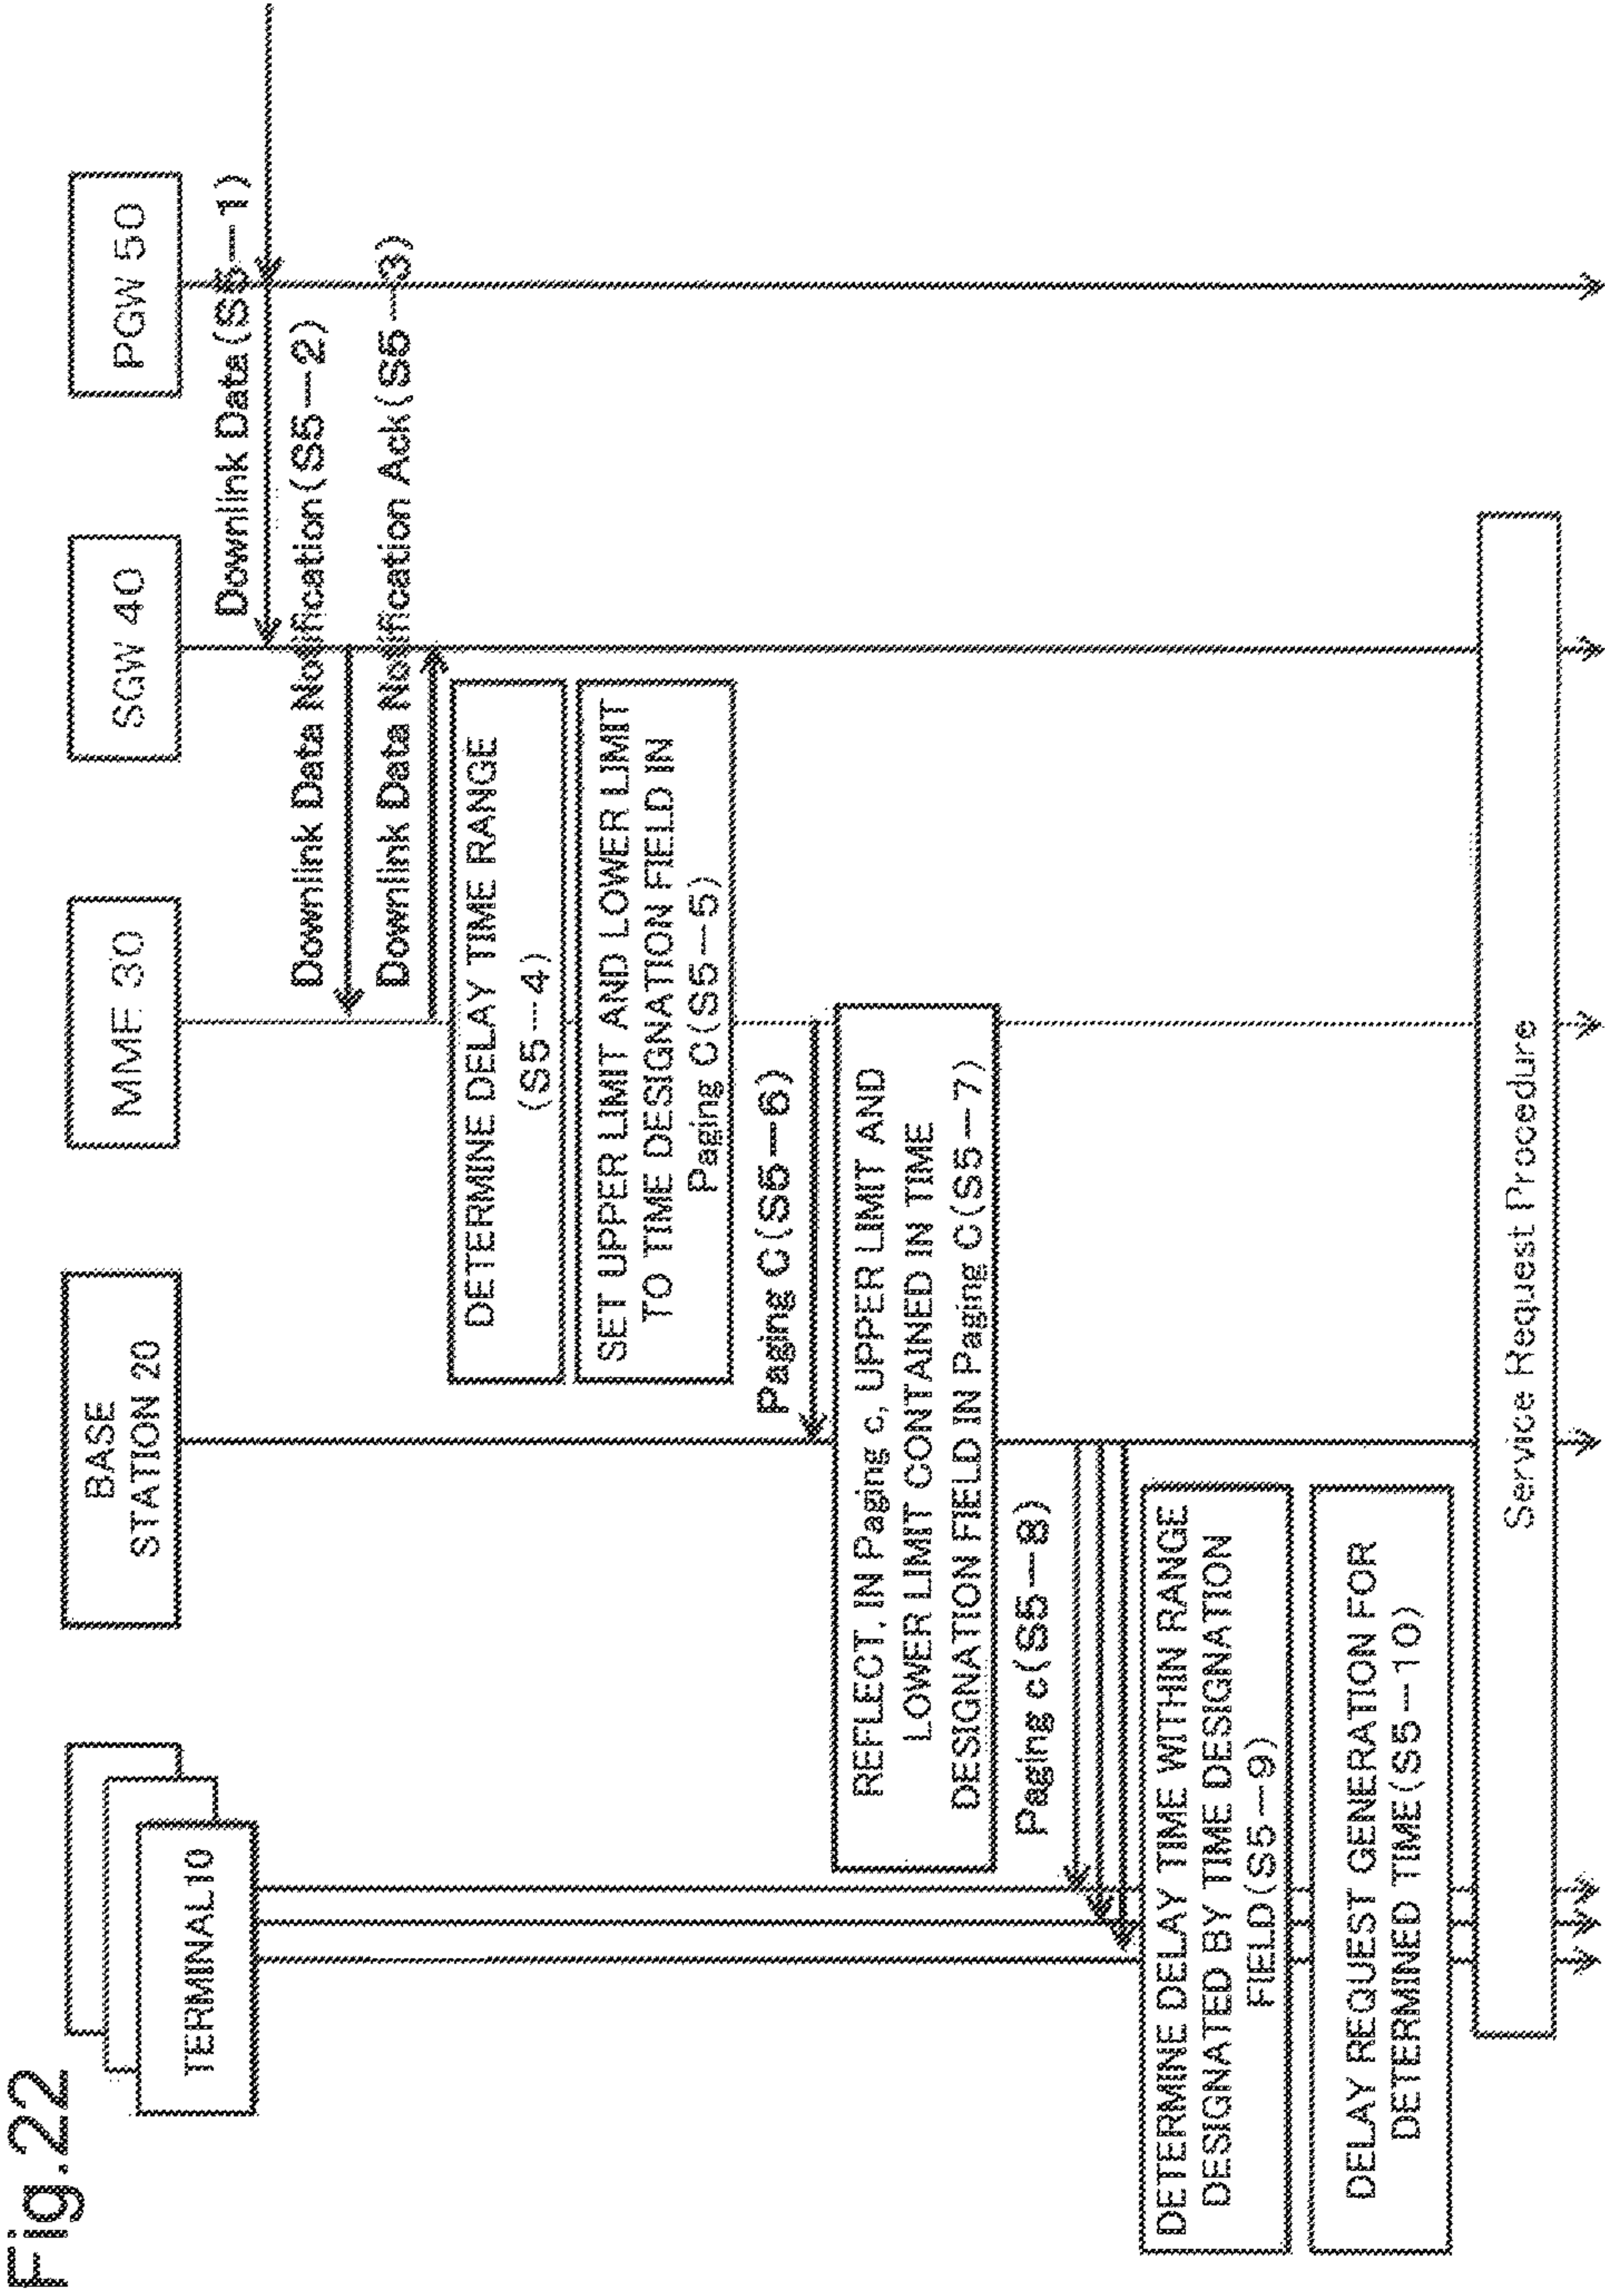 Fig.22
TERMINAL10
BASE
STATION 20
MME 30
SGW 40
PGW 50
Downlink Data(S5-1)
Downlink Data Notification(S5-2)
Downlink Data Notification Ack(S5-3)
DETERMINE DELAY TIME RANGE
(S5-4)
SET UPPER LIMIT AND LOWER LIMIT
TO TIME DESIGNATION FIELD IN
Paging C(S5-5)
Paging C(S5-6)
REFLECT, IN Paging c, UPPER LIMIT AND
LOWER LIMIT CONTAINED IN TIME
DESIGNATION FIELD IN Paging C(S5-7)
Paging c(S5-8)
DETERMINE DELAY TIME WITHIN RANGE
DESIGNATED BY TIME DESIGNATION
FIELD(S5-9)
DELAY REQUEST GENERATION FOR
DETERMINED TIME(S5-10)
Service Request Procedure